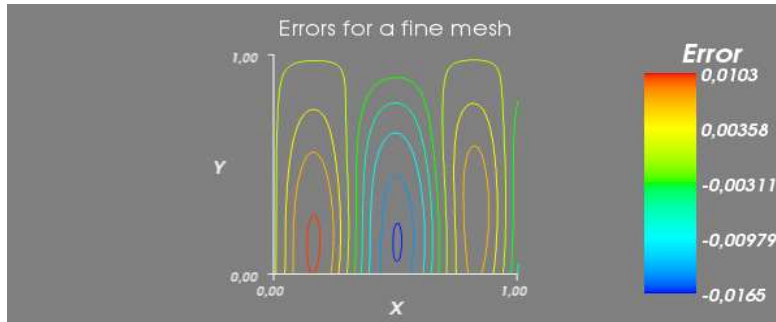 Errors for a fine mesh
Error
1,00
0,0103
0,00358
Y
-0,00311
-0,00979
0,00
-0,0165
0,00
1,00
X